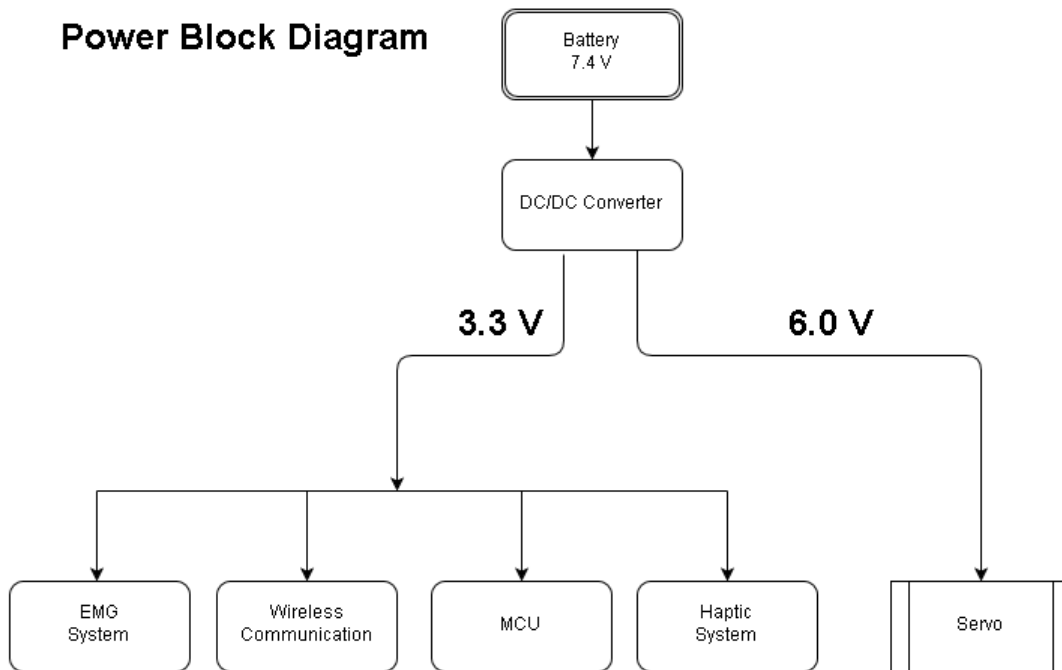 Power Block Diagram
Battery
7.4 V
DC/DC Converter
3.3 V
6.0 V
EMG
System
Wireless
Communication
MCU
Haptic
System
Servo